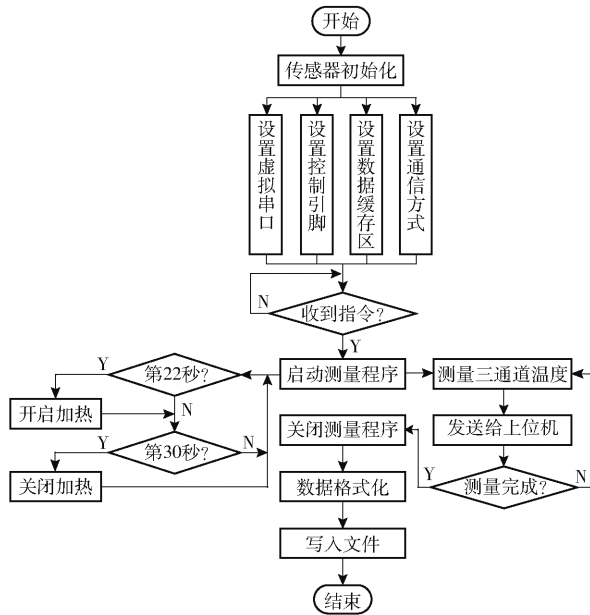 开始
传感器初始化
设置虚拟串口
设置控制引脚
设置数据缓存区
设置通信方式
N
收到指令?
Y
Y
第22秒?
启动测量程序
测量三通道温度
开启加热
N
关闭测量程序
发送给上位机
Y
第30秒?
N
Y
测量完成?
N
关闭加热
数据格式化
写入文件
结束